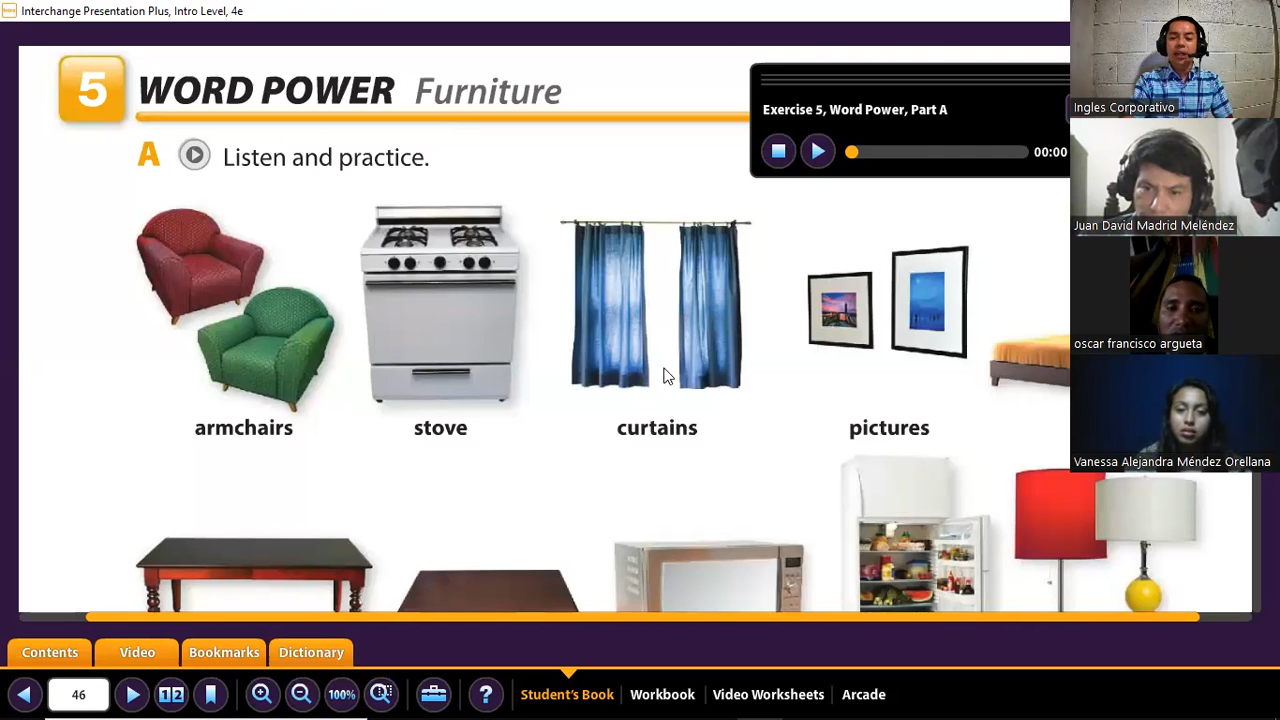 Interchange Presentation Plus, Intro Level, 4e
5 WORD POWER Furniture
Exercise 5, Word Power, Part A
00:00
A Listen and practice.
armchairs stove curtains pictures
Ingles Corporativo
Juan David Madrid Meléndez
oscar francisco argueta
Vanessa Alejandra Méndez Orellana
Contents Video Bookmarks Dictionary
46 1 2 100% ? Student's Book Workbook Video Worksheets Arcade